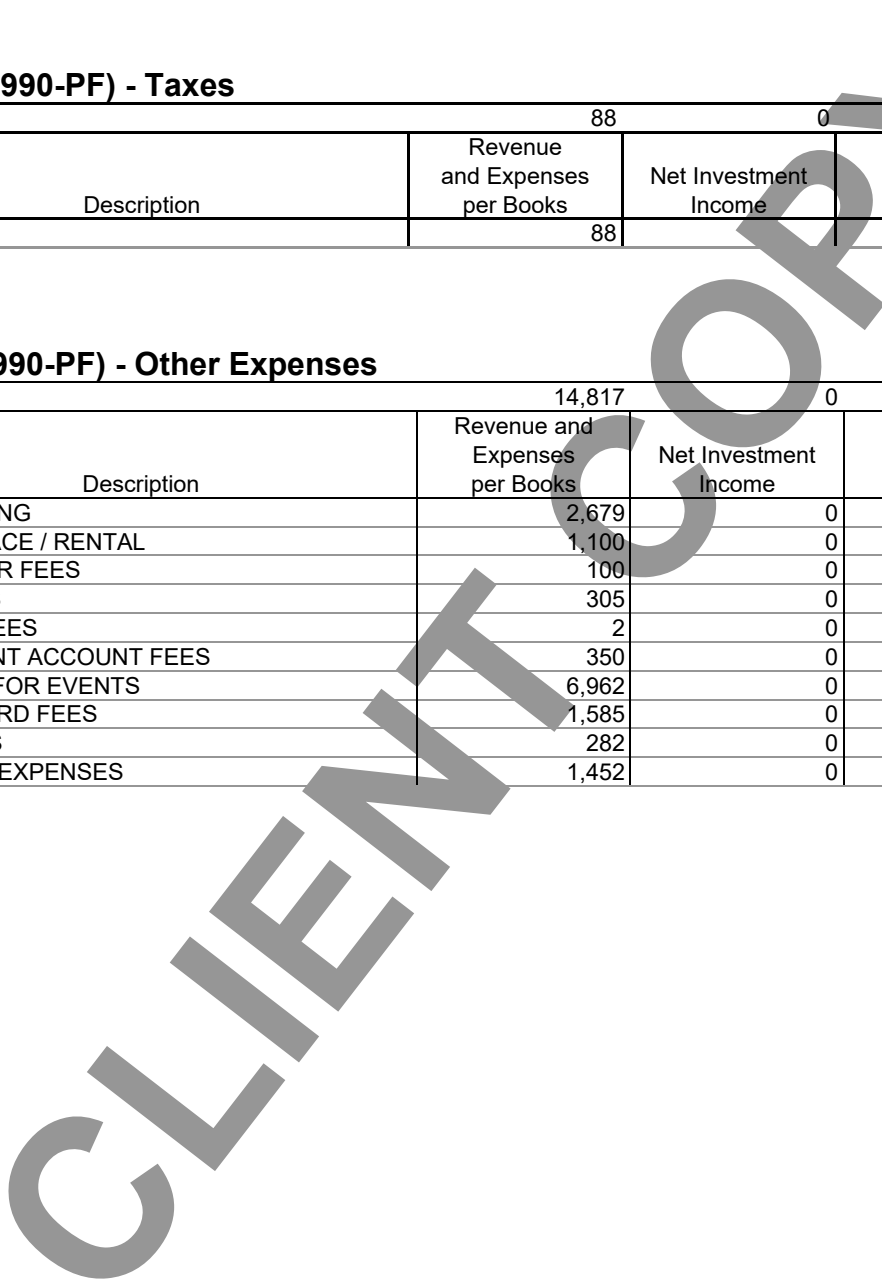 990-PF) - Taxes
88 0
Revenue
and Expenses Net Investment
Description per Books Income
88
990-PF) - Other Expenses
14,817 0
Revenue and
Expenses Net Investment
Description per Books Income
NG 2,679 0
ACE / RENTAL 1,100 0
R FEES 100 0
305 0
EES 2 0
NT ACCOUNT FEES 350 0
FOR EVENTS 6,962 0
RD FEES 1,585 0
S 282 0
EXPENSES 1,452 0
CLIENT COPY